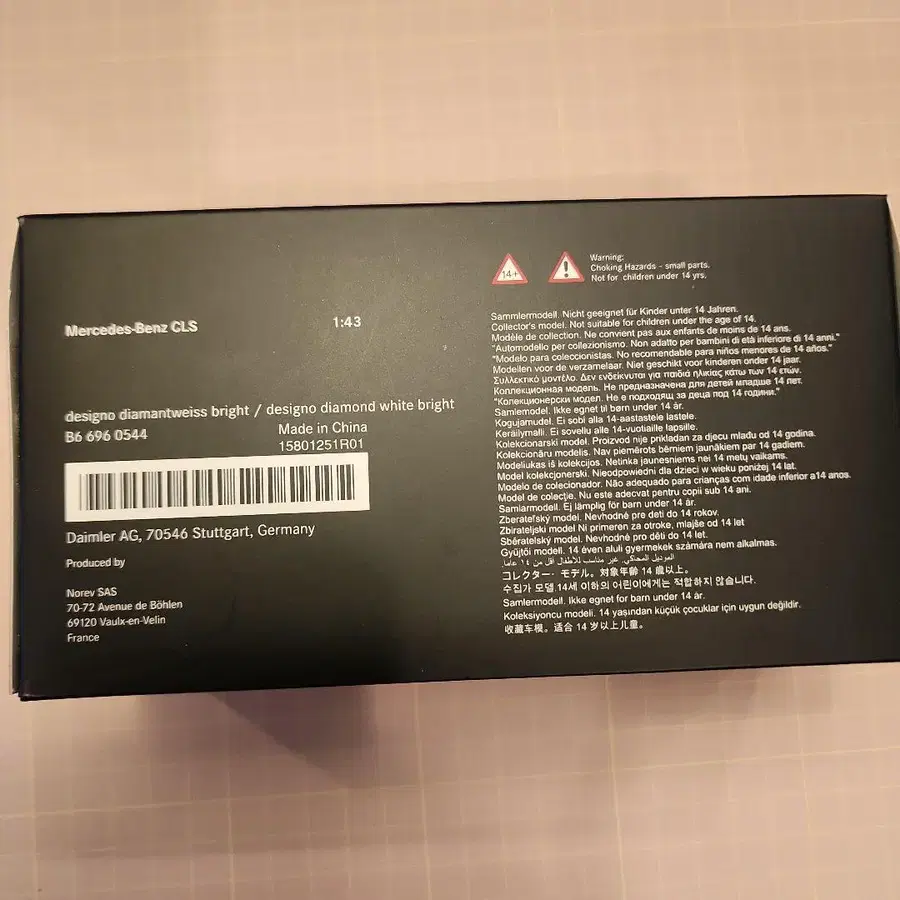 Mercedes-Benz CLS
1:43
designo diamantweiss bright / designo diamond white bright
B6 696 0544
Made in China
15801251R01
Daimler AG, 70546 Stuttgart, Germany
Produced by
Norev SAS
70-72 Avenue de Böhlen
69120 Vaulx-en-Velin
France
14+
!
Warning:
Choking Hazards - small parts.
Not for children under 14 yrs.
Sammlermodell. Nicht geeignet für Kinder unter 14 Jahren.
Collector's model. Not suitable for children under the age of 14.
Modèle de collection. Ne convient pas aux enfants de moins de 14 ans.
"Automodello per collezionismo. Non adatto per bambini di età inferiore di 14 anni."
"Modelo para coleccionistas. No recomendable para niños menores de 14 años."
Modellen voor de verzamelaar. Niet geschikt voor kinderen onder 14 jaar.
Συλλεκτικό μοντέλο. Δεν ενδείκνυται για παιδιά ηλικίας κάτω των 14 ετών.
Коллекционная модель. Не предназначена для детей младше 14 лет.
"Колекционерски модел. Не е подходящ за деца под 14 години."
Samlemodel. Ikke egnet til børn under 14 år.
Kogujamudel. Ei sobi alla 14-aastastele lastele.
Keräilymalli. Ei sovellu alle 14-vuotiaille lapsille.
Kolekcionarski model. Proizvod nije prikladan za djecu mlađu od 14 godina.
Kolekcionāru modelis. Nav piemērots bērniem jaunākiem par 14 gadiem.
Modeliukas iš kolekcijos. Netinka jaunesniems nei 14 metų vaikams.
Model kolekcjonerski. Nieodpowiedni dla dzieci w wieku poniżej 14 lat.
Modelo de colecionador. Não adequado para crianças com idade inferior a14 anos.
Model de colecție. Nu este adecvat pentru copii sub 14 ani.
Samlarmodell. Ej lämplig för barn under 14 år.
Zberateľský model. Nevhodné pre deti do 14 rokov.
Zbirateljski model Ni primeren za otroke, mlajše od 14 let
Sběratelský model. Nevhodné pro děti do 14 let.
Gyűjtői modell. 14 éven aluli gyermekek számára nem alkalmas.
الموديل المحاكي. غير مناسب للأطفال أقل من ١٤ عاما.
コレクター・モデル。対象年齢 14 歳以上。
수집가 모델 14세 이하의 어린이에게는 적합하지 않습니다.
Samlermodell. Ikke egnet for barn under 14 år.
Koleksiyoncu modeli. 14 yaşından küçük çocuklar için uygun değildir.
收藏车模。适合 14 岁以上儿童。